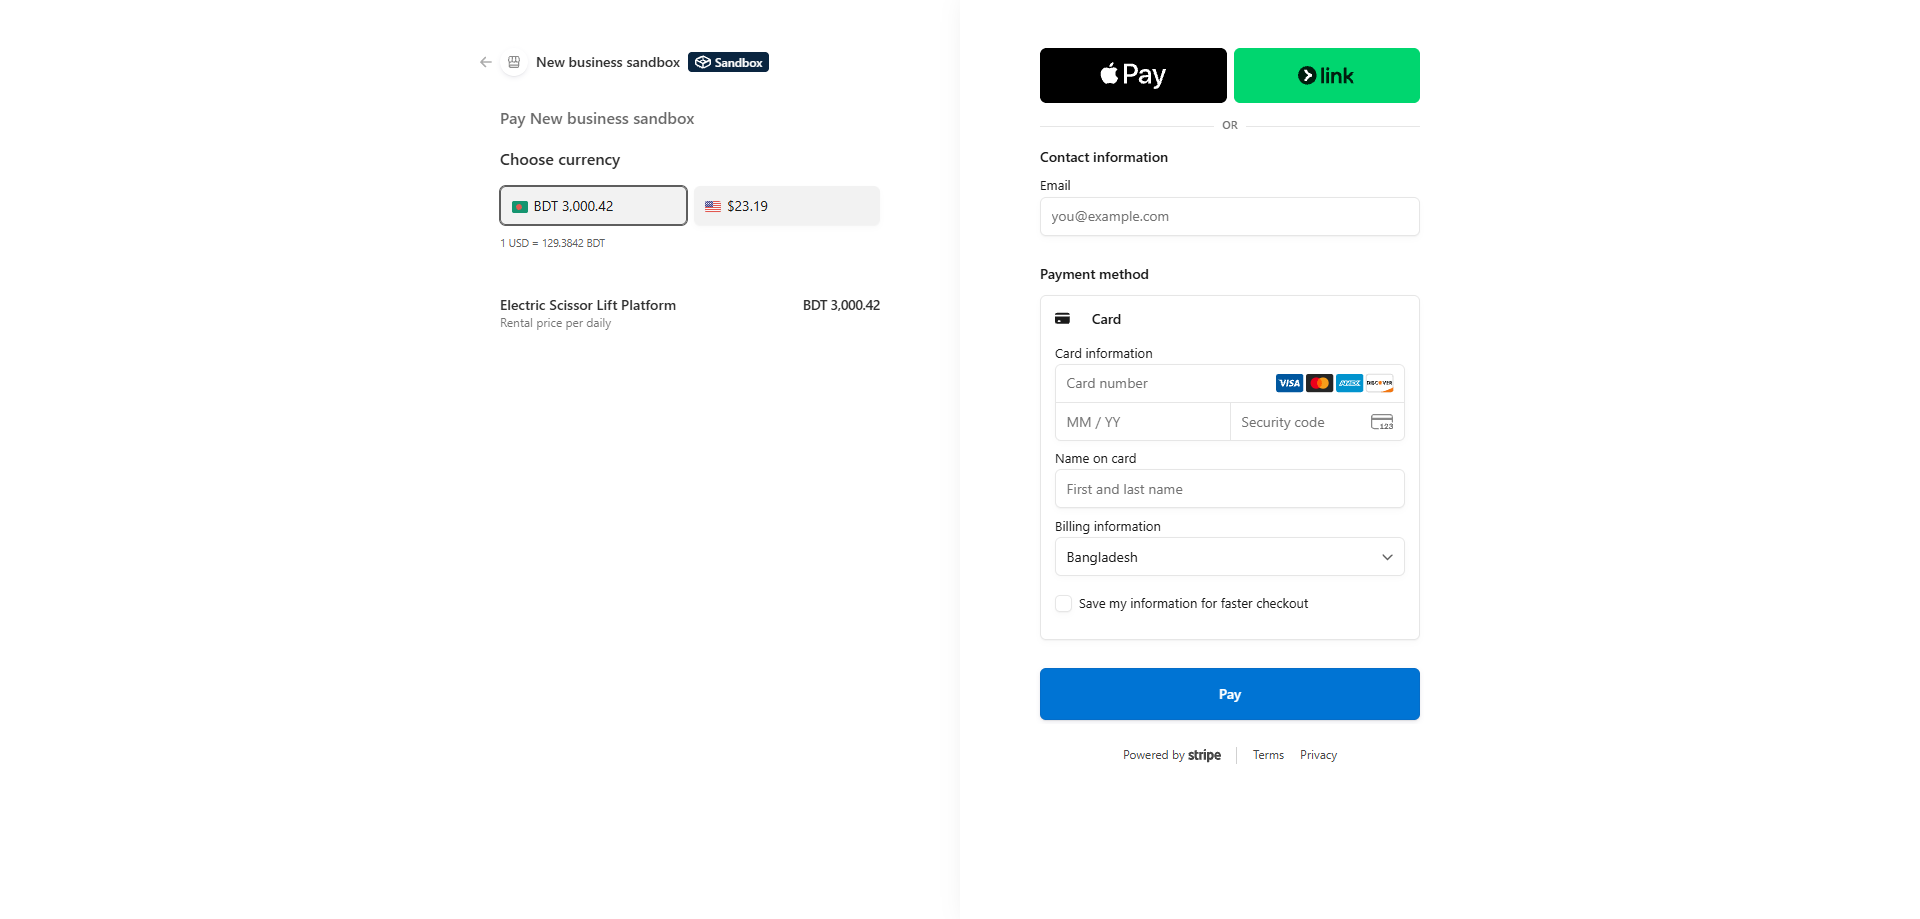 New business sandbox Sandbox
Pay New business sandbox
Choose currency
BDT 3,000.42 $23.19
1 USD = 129.3842 BDT
Electric Scissor Lift Platform BDT 3,000.42
Rental price per daily
Pay link
OR
Contact information
Email
you@example.com
Payment method
Card
Card information
Card number VISA AMEX DISCOVER
MM / YY Security code 123
Name on card
First and last name
Billing information
Bangladesh
Save my information for faster checkout
Pay
Powered by stripe Terms Privacy